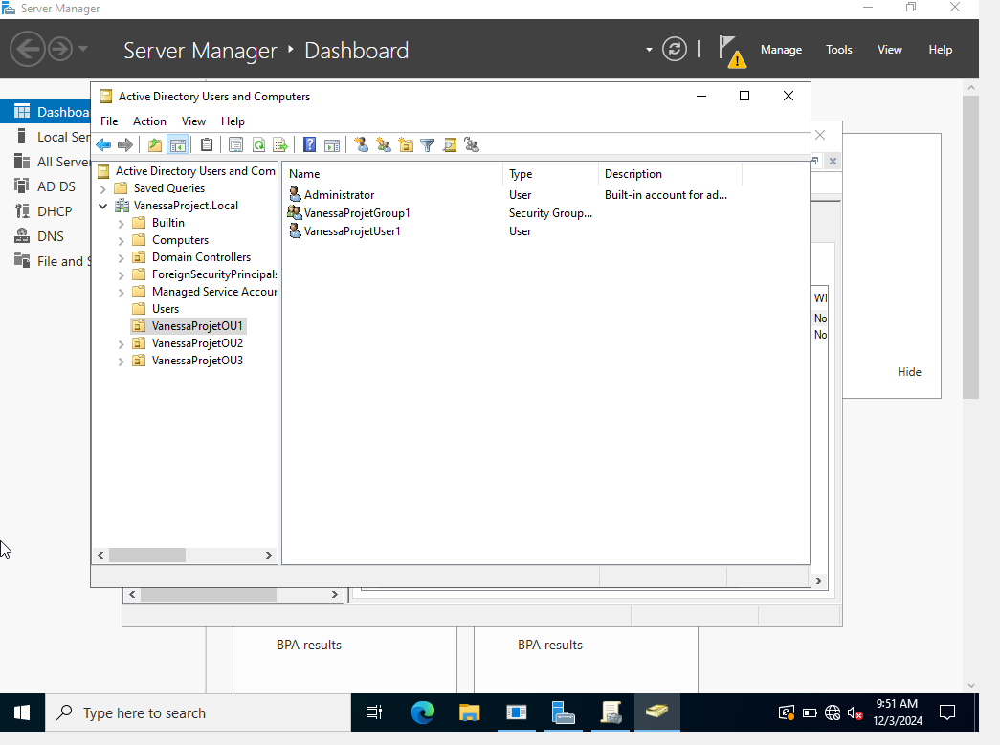 Server Manager
Server Manager ‣ Dashboard
Manage Tools View Help
Dashboa
Local Ser
All Serve
AD DS
DHCP
DNS
File and S
Active Directory Users and Computers
File Action View Help
Active Directory Users and Com
Saved Queries
VanessaProject.Local
Builtin
Computers
Domain Controllers
ForeignSecurityPrincipals
Managed Service Accour
Users
VanessaProjetOU1
VanessaProjetOU2
VanessaProjetOU3
Name Type Description
Administrator User Built-in account for ad...
VanessaProjetGroup1 Security Group...
VanessaProjetUser1 User
WI
No
No
Hide
BPA results BPA results
Type here to search
9:51 AM
12/3/2024